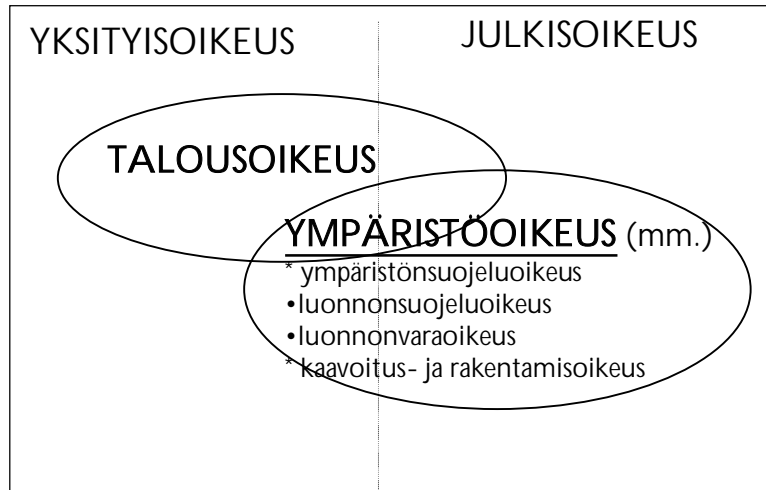 YKSITYISOIKEUS
JULKISOIKEUS
TALOUSOIKEUS
YMPÄRISTÖOIKEUS (mm.)
* ympäristönsuojeluoikeus
•luonnonsuojeluoikeus
•luonnonvaraoikeus
* kaavoitus- ja rakentamisoikeus